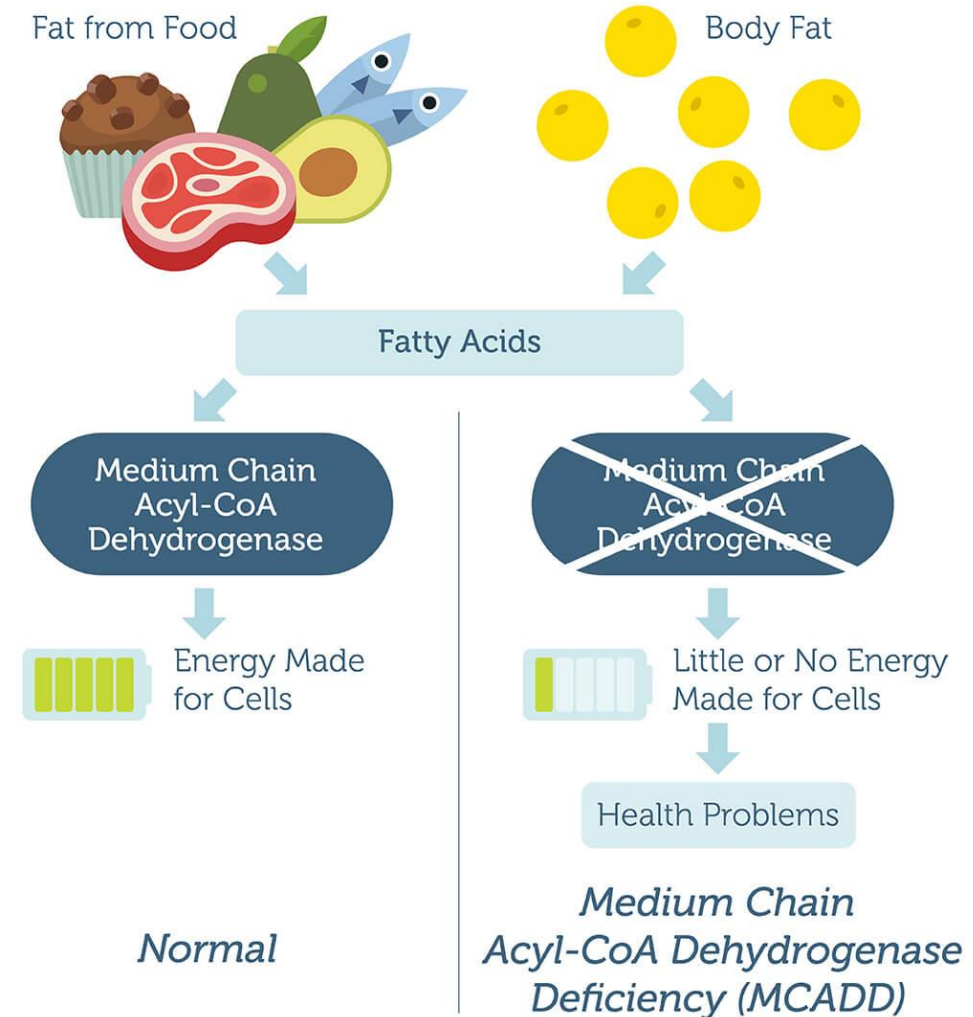 Fat from Food
Body Fat
Fatty Acids
Medium Chain
Acyl-CoA
Dehydrogenase
Medium Chain
Acyl-CoA
Dehydrogenase
Energy Made
for Cells
Little or No Energy
Made for Cells
Health Problems
Normal
Medium Chain
Acyl-CoA Dehydrogenase
Deficiency (MCADD)